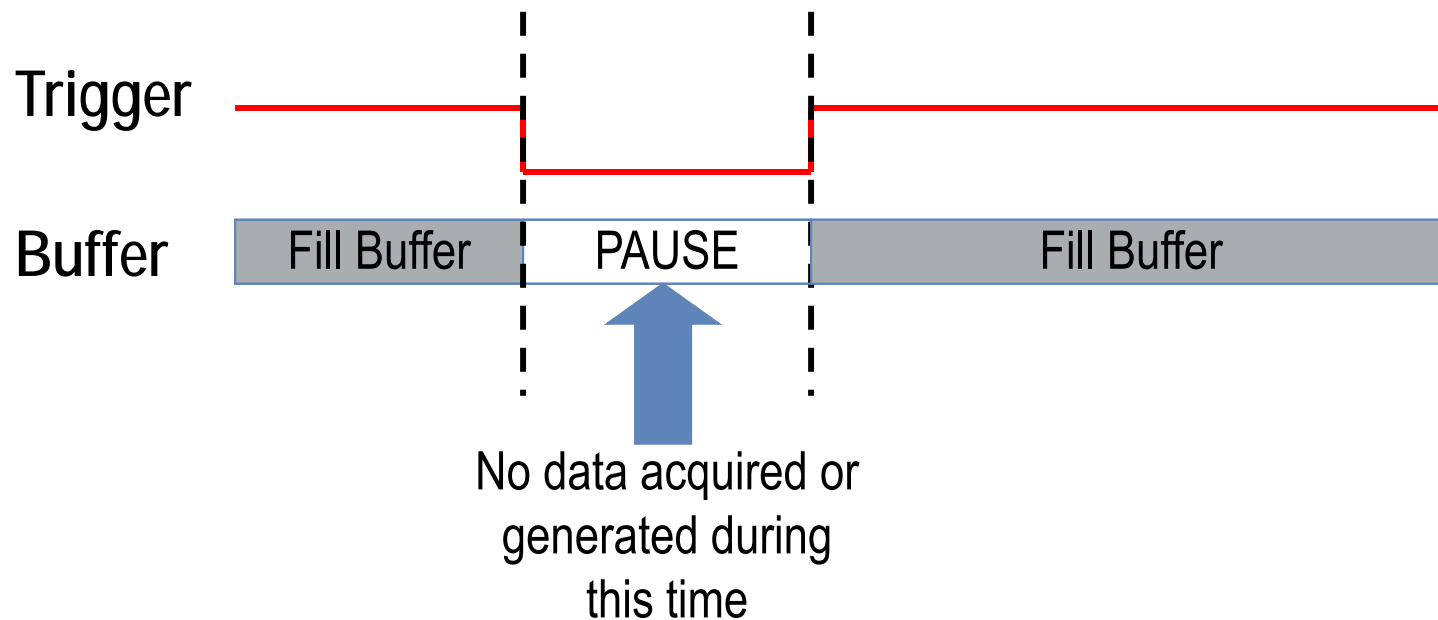 Trigger
Buffer
Fill Buffer
PAUSE
Fill Buffer
No data acquired or
generated during
this time